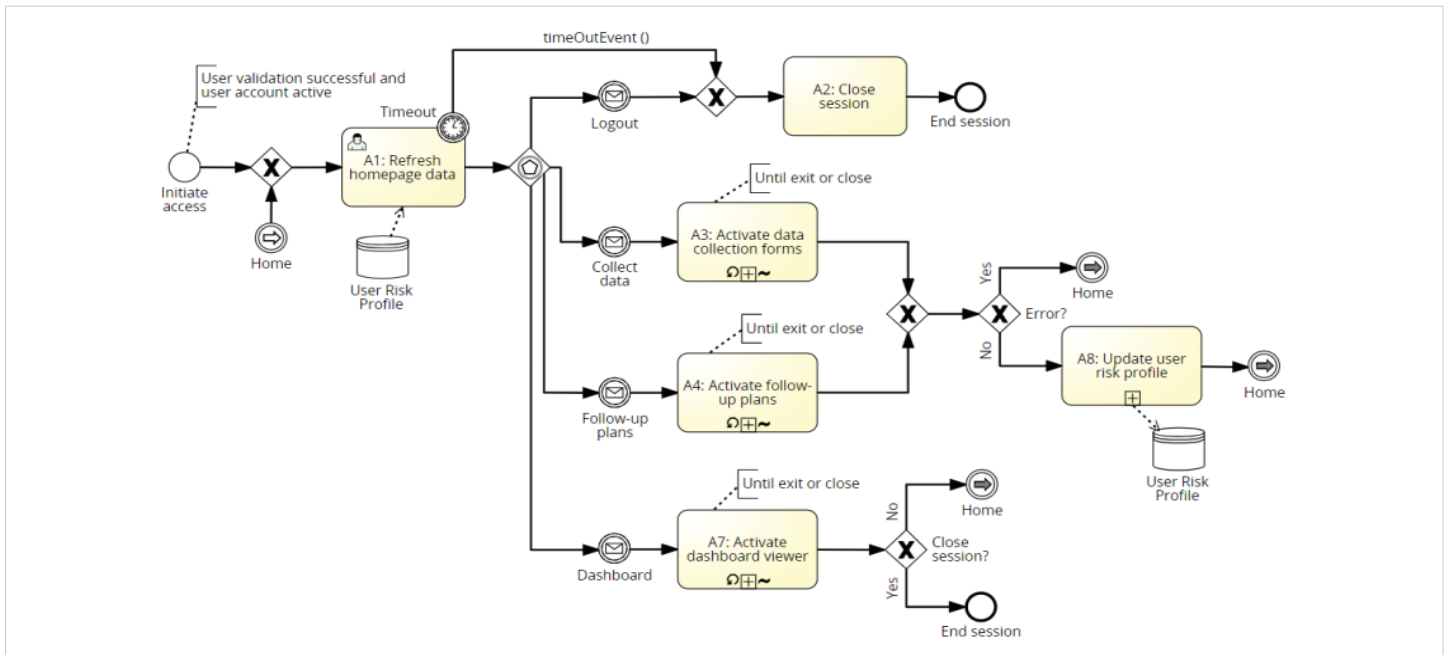 timeOutEvent ()
User validation successful and
user account active
Timeout
Logout
A2: Close
session
End session
A1: Refresh
homepage data
Initiate
access
Home
User Risk
Profile
Until exit or close
A3: Activate data
collection forms
Collect
data
Yes
Home
Error?
No
A8: Update user
risk profile
Home
User Risk
Profile
Until exit or close
A4: Activate follow-
up plans
Follow-up
plans
Until exit or close
A7: Activate
dashboard viewer
Dashboard
No
Home
Close
session?
Yes
End session